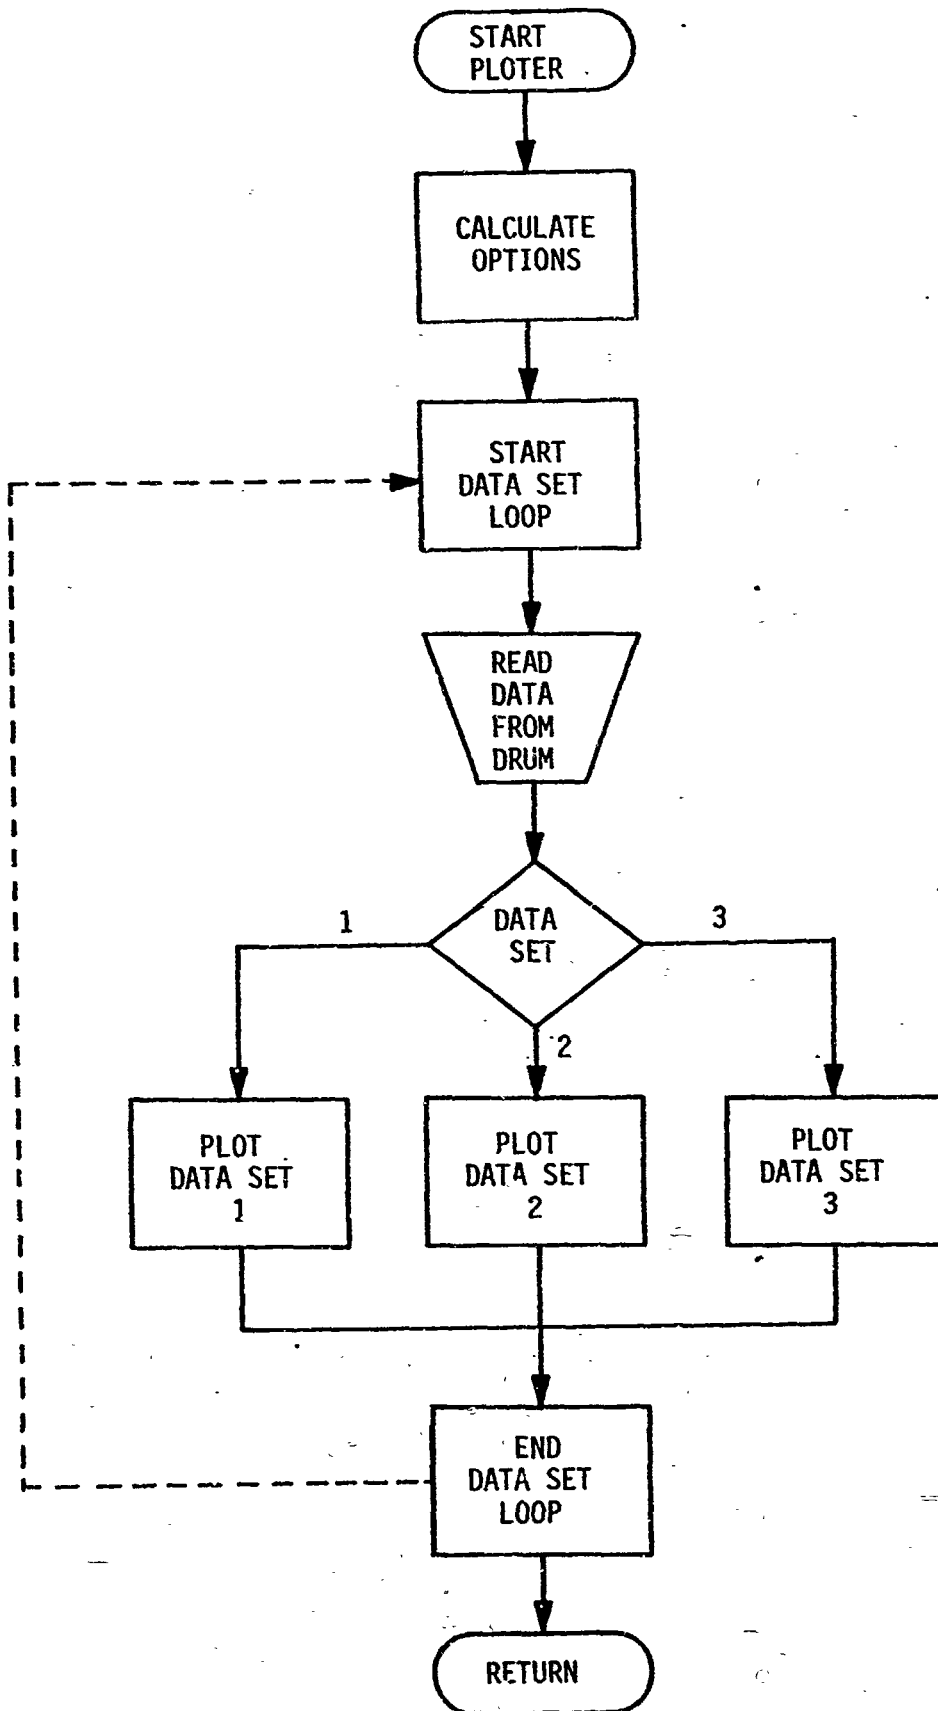 START
PLOTER
CALCULATE
OPTIONS
START
DATA SET
LOOP
READ
DATA
FROM
DRUM
DATA
SET
1
3
2
PLOT
DATA SET
1
PLOT
DATA SET
2
PLOT
DATA SET
3
END
DATA SET
LOOP
RETURN